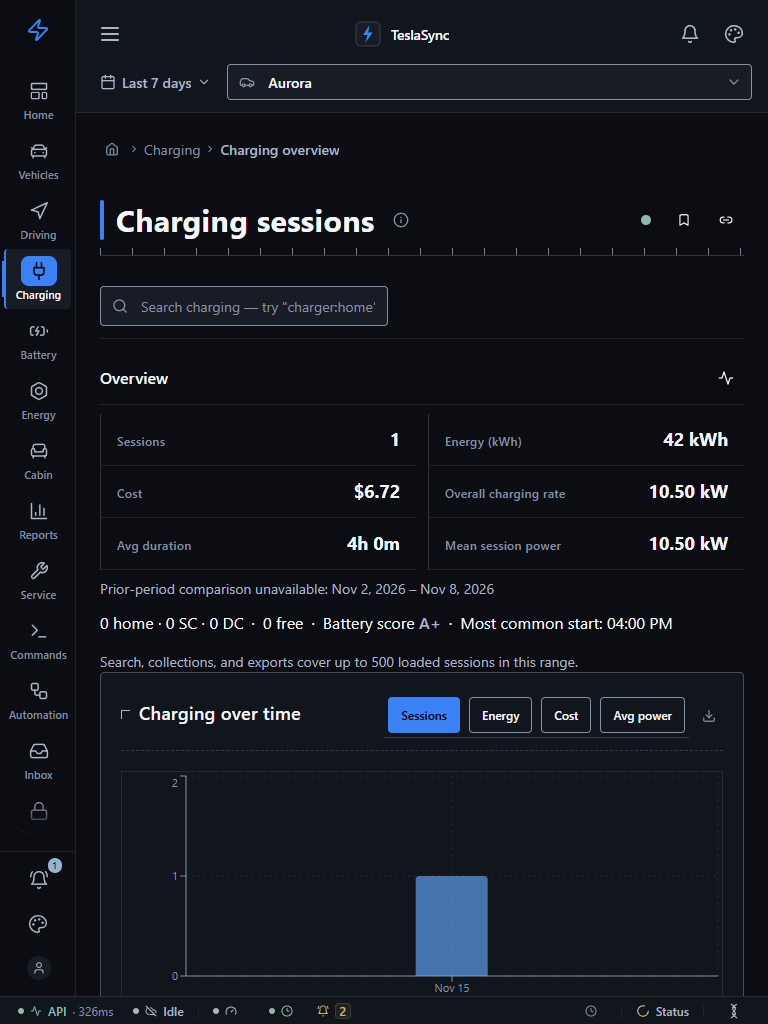 TeslaSync
Last 7 days
Aurora
Home
Vehicles
Driving
Charging
Battery
Energy
Cabin
Reports
Service
Commands
Automation
Inbox
1
Charging
Charging overview
Charging sessions
Search charging — try "charger:home'
Overview
Sessions 1
Energy (kWh) 42 kWh
Cost $6.72
Overall charging rate 10.50 kW
Avg duration 4h 0m
Mean session power 10.50 kW
Prior-period comparison unavailable: Nov 2, 2026 – Nov 8, 2026
0 home · 0 SC · 0 DC · 0 free · Battery score A+ · Most common start: 04:00 PM
Search, collections, and exports cover up to 500 loaded sessions in this range.
Charging over time
Sessions Energy Cost Avg power
2
1
0
Nov 15
API · 326ms Idle 2 Status